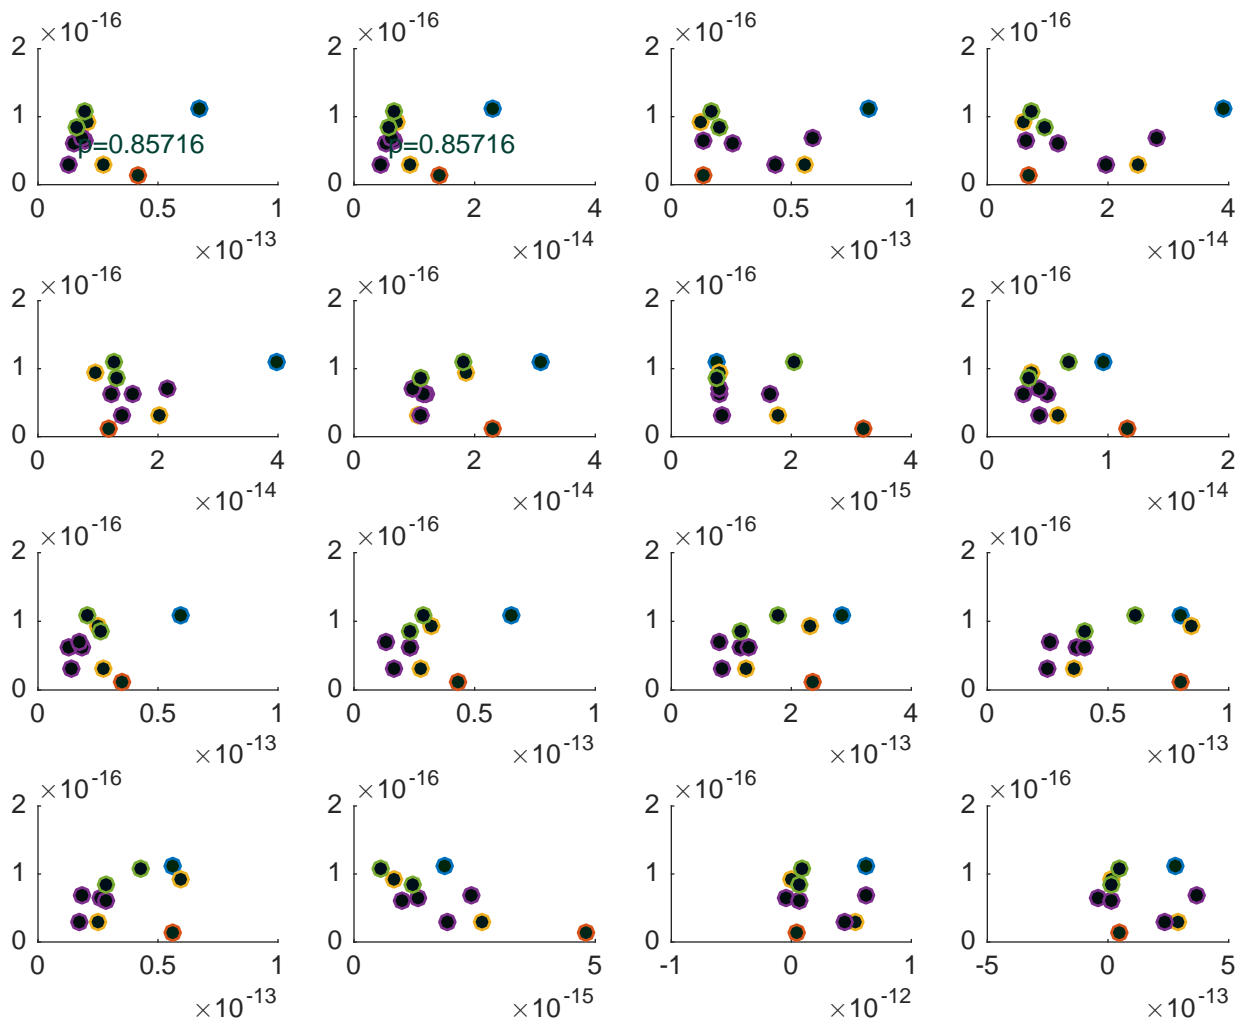 ×10-16 ×10-16 ×10-16 ×10-16
2 2 2 2
1 1 1 1
p=0.85716 p=0.85716
0 0 0 0
0 0.5 1 0 2 4 0 0.5 1 0 2 4
×10-13 ×10-14 ×10-13 ×10-14
×10-16 ×10-16 ×10-16 ×10-16
2 2 2 2
1 1 1 1
0 0 0 0
0 2 4 0 2 4 0 2 4 0 1 2
×10-14 ×10-14 ×10-15 ×10-14
×10-16 ×10-16 ×10-16 ×10-16
2 2 2 2
1 1 1 1
0 0 0 0
0 0.5 1 0 0.5 1 0 2 4 0 0.5 1
×10-13 ×10-13 ×10-13 ×10-13
×10-16 ×10-16 ×10-16 ×10-16
2 2 2 2
1 1 1 1
0 0 0 0
0 0.5 1 0 5 -1 0 1 -5 0 5
×10-13 ×10-15 ×10-12 ×10-13